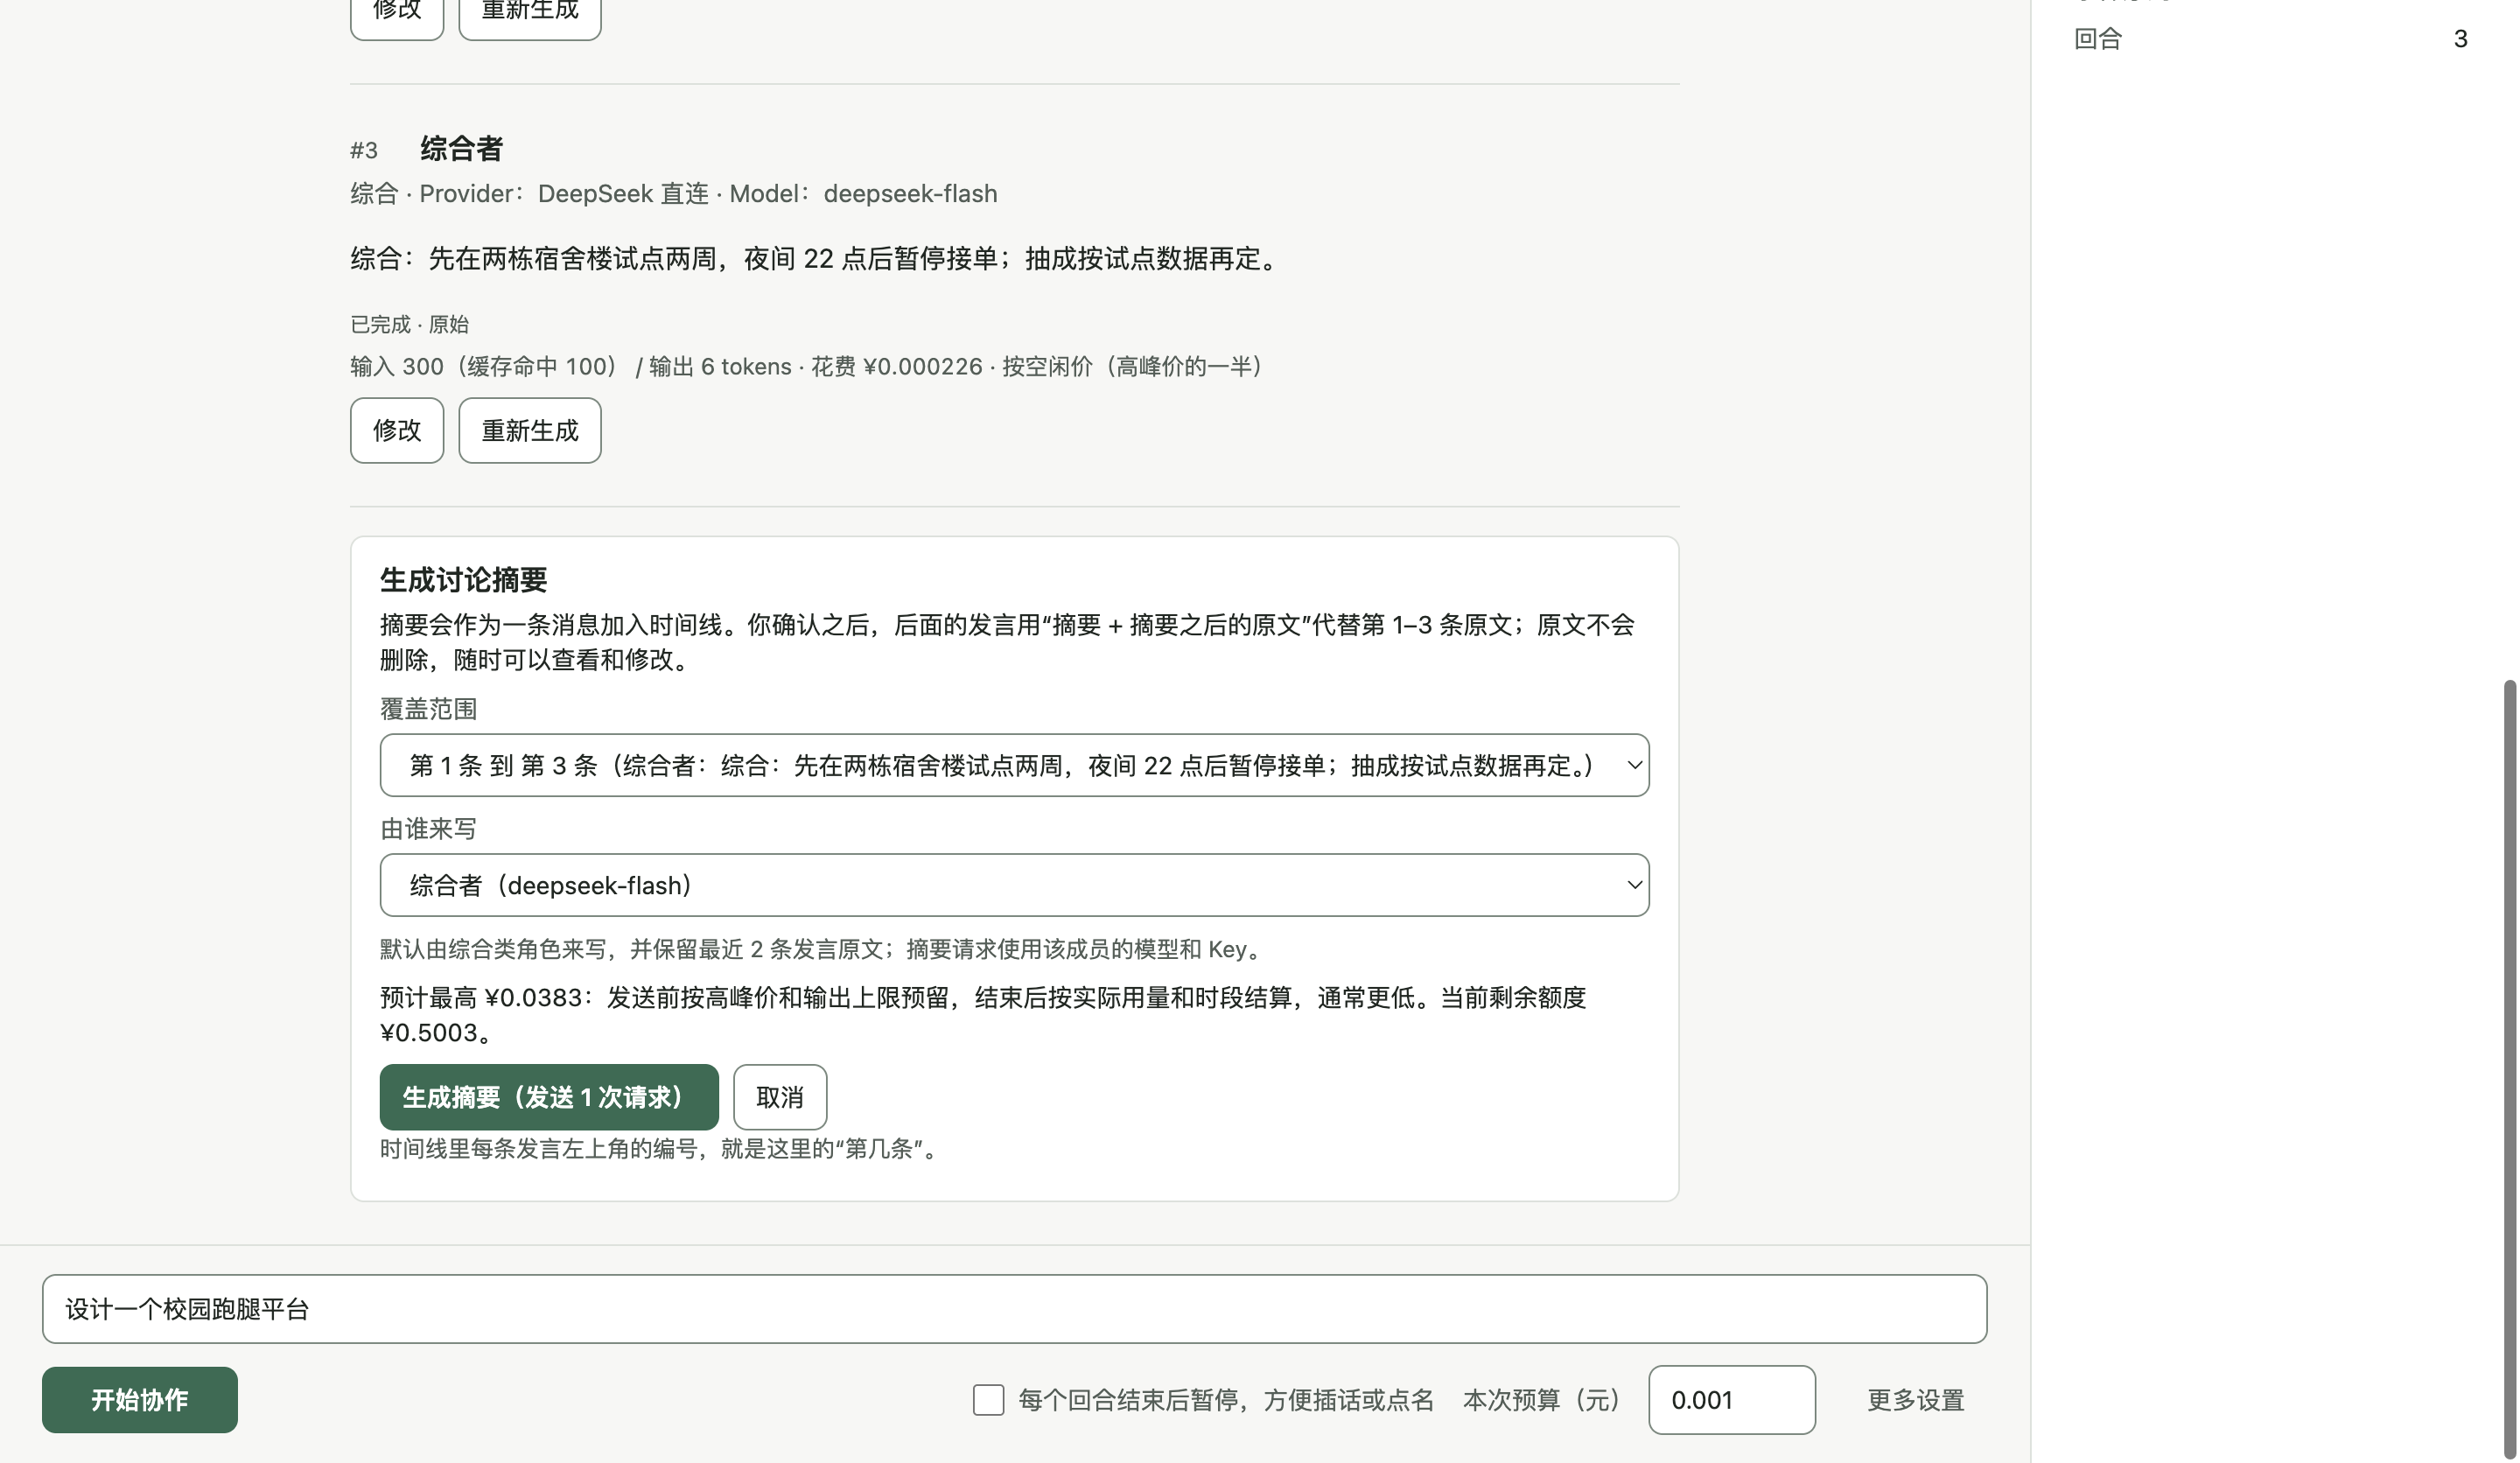 修改
重新生成
回合
3
#3
综合者
综合 · Provider：DeepSeek 直连 · Model：deepseek-flash
综合：先在两栋宿舍楼试点两周，夜间 22 点后暂停接单；抽成按试点数据再定。
已完成 · 原始
输入 300（缓存命中 100） / 输出 6 tokens · 花费 ¥0.000226 · 按空闲价（高峰价的一半）
修改
重新生成
生成讨论摘要
摘要会作为一条消息加入时间线。你确认之后，后面的发言用“摘要 + 摘要之后的原文”代替第 1–3 条原文；原文不会
删除，随时可以查看和修改。
覆盖范围
第 1 条 到 第 3 条（综合者：综合：先在两栋宿舍楼试点两周，夜间 22 点后暂停接单；抽成按试点数据再定。）
由谁来写
综合者（deepseek-flash）
默认由综合类角色来写，并保留最近 2 条发言原文；摘要请求使用该成员的模型和 Key。
预计最高 ¥0.0383：发送前按高峰价和输出上限预留，结束后按实际用量和时段结算，通常更低。当前剩余额度
¥0.5003。
生成摘要（发送 1 次请求）
取消
时间线里每条发言左上角的编号，就是这里的“第几条”。
设计一个校园跑腿平台
开始协作
每个回合结束后暂停，方便插话或点名
本次预算（元）
0.001
更多设置